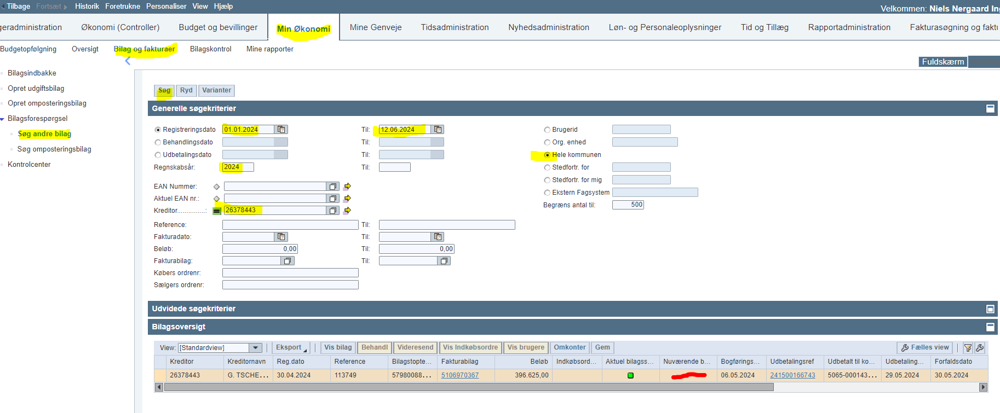 Tilbage Fortsæt Historik Foretrukne Personaliser View Hjælp
Velkommen: Niels Nergaard Ing
geradministration Økonomi (Controller) Budget og bevillinger Min Økonomi Mine Genveje Tidsadministration Nyhedsadministration Løn- og Personaleoplysninger Tid og Tillæg Rapportadministration Fakturasøgning og faktu
Budgetopfølgning Oversigt Bilag og fakturaer Bilagskontrol Mine rapporter
Fuldskærm
Bilagsindbakke
Opret udgiftsbilag
Opret omposteringsbilag
Bilagsforespørgsel
Søg andre bilag
Søg omposteringsbilag
Kontrolcenter
Søg Ryd Varianter
Generelle søgekriterier
Registreringsdato 01.01.2024 Til: 12.06.2024 Brugerid
Behandlingsdato Til: Org. enhed
Udbetalingsdato Til: Hele kommunen
Regnskabsår: 2024 Til: Stedfortr. for
Stedfortr. for mig
EAN Nummer:
Aktuel EAN nr.: Ekstern Fagsystem
Kreditor...............: 26378443 Begræns antal til: 500
Reference: Til:
Fakturadato: Til:
Beløb: 0,00 Til: 0,00
Fakturabilag: Til:
Købers ordrenr:
Sælgers ordrenr:
Udvidede søgekriterier
Bilagsoversigt
View: [Standardview] Eksport Vis bilag Behandl Videresend Vis Indkøbsordre Vis brugere Omkonter Gem Fælles view
Kreditor Kreditornavn Reg.dato Reference Bilagstopte... Fakturabilag Beløb Indkøbsord... Aktuel bilagss... Nuværende b... Bogførings... Udbetalingsref Udbetalt til ko... Udbetaling... Forfaldsdato
26378443 G. TSCHE... 30.04.2024 113749 57980088... 5106970367 396.625,00 06.05.2024 241500166743 5065-000143... 29.05.2024 30.05.2024